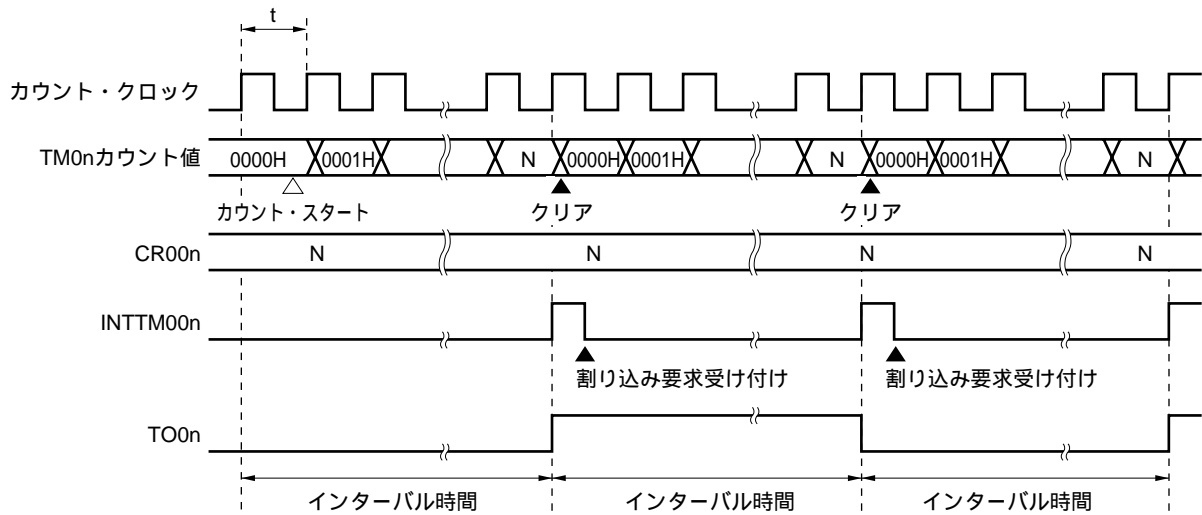 t
カウント・クロック
TM0nカウント値 0000H 0001H N 0000H 0001H N 0000H 0001H N
カウント・スタート クリア クリア
CR00n N N N N
INTTM00n
割り込み要求受け付け 割り込み要求受け付け
TO0n
インターバル時間 インターバル時間 インターバル時間